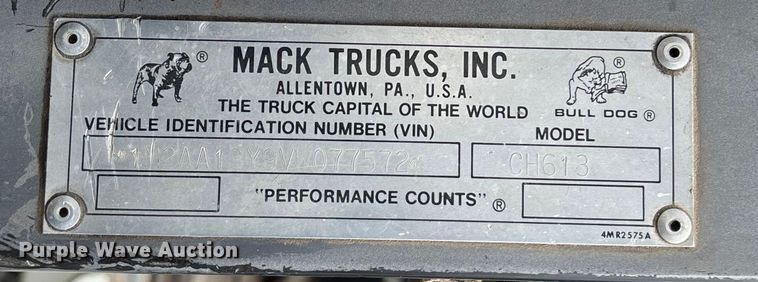 MACK TRUCKS, INC. ®
ALLENTOWN, PA., U.S.A.
THE TRUCK CAPITAL OF THE WORLD
BULL DOG ®
VEHICLE IDENTIFICATION NUMBER (VIN)
MODEL
CH613
"PERFORMANCE COUNTS" ®
4MR2575A
Purple Wave Auction